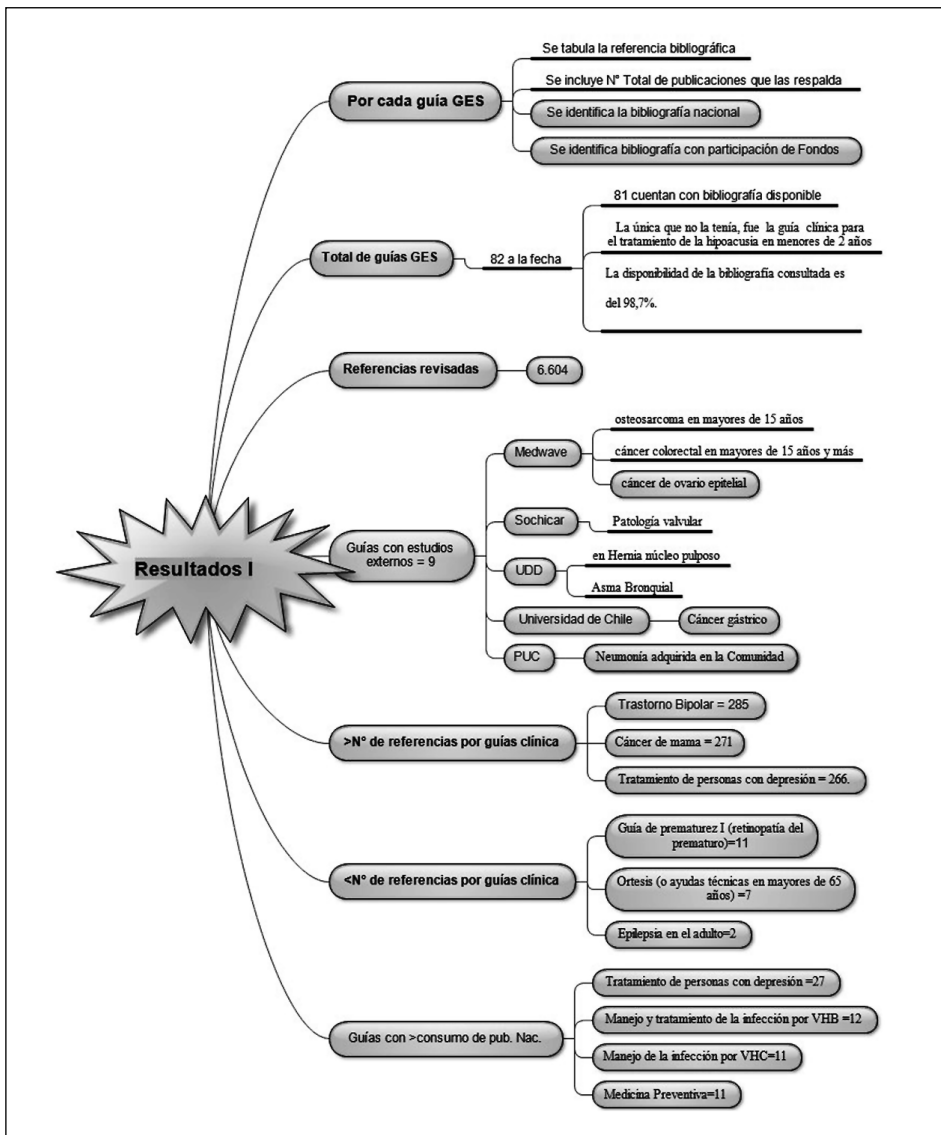 Se tabula la referencia bibliográfica
Se incluye N° Total de publicaciones que las respalda
Por cada guía GES
Se identifica la bibliografía nacional
Se identifica bibliografía con participación de Fondos
81 cuentan con bibliografía disponible
La única que no la tenía, fue la guía clínica para
el tratamiento de la hipoacusia en menores de 2 años
Total de guías GES
82 a la fecha
La disponibilidad de la bibliografía consultada es
del 98,7%.
Referencias revisadas
6.604
osteosarcoma en mayores de 15 años
Medwave
cáncer colorectal en mayores de 15 años y más
cáncer de ovario epitelial
Sochicar
Patología valvular
Guías con estudios
externos = 9
en Hernia núcleo pulposo
UDD
Asma Bronquial
Resultados I
Universidad de Chile
Cáncer gástrico
PUC
Neumonía adquirida en la Comunidad
Trastorno Bipolar = 285
>N° de referencias por guías clínica
Cáncer de mama = 271
Tratamiento de personas con depresión = 266.
Guía de prematurez I (retinopatía del
prematuro)=11
<N° de referencias por guías clínica
Ortesis (o ayudas técnicas en mayores de 65
años) =7
Epilepsia en el adulto=2
Tratamiento de personas con depresión =27
Manejo y tratamiento de la infección por VHB =12
Guías con >consumo de pub. Nac.
Manejo de la infección por VHC=11
Medicina Preventiva=11